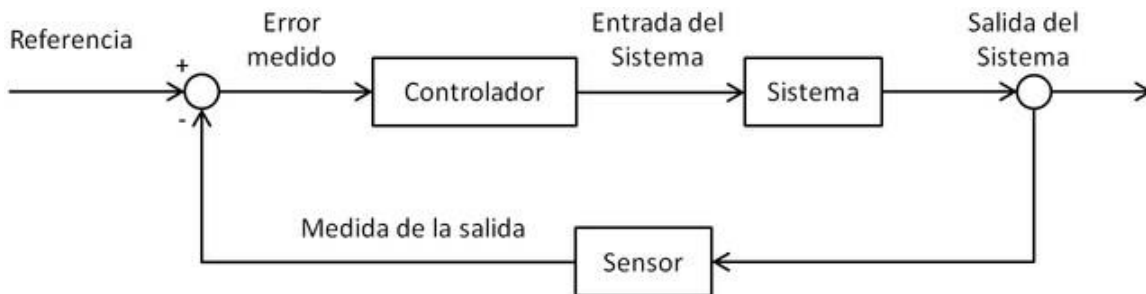 Referencia
+
-
Error
medido
Controlador
Entrada del
Sistema
Sistema
Salida del
Sistema
Medida de la salida
Sensor